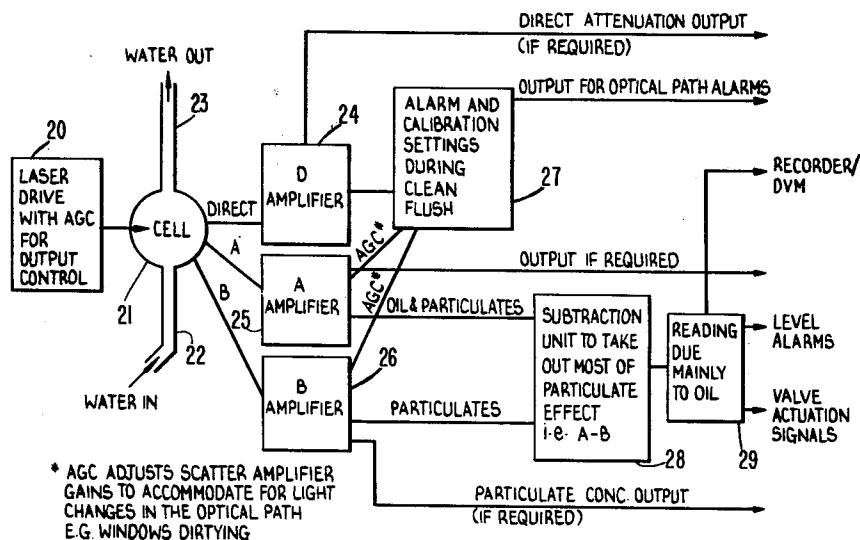 DIRECT ATTENUATION OUTPUT
(IF REQUIRED)
WATER OUT
23
24
OUTPUT FOR OPTICAL PATH ALARMS
ALARM AND
CALIBRATION
SETTINGS
DURING
CLEAN
FLUSH
27
20
LASER
DRIVE
WITH AGC
FOR
OUTPUT
CONTROL
CELL
21
22
WATER IN
DIRECT
A
B
D
AMPLIFIER
AGC*
AGC*
RECORDER/
DVM
OUTPUT IF REQUIRED
A
AMPLIFIER
25
OIL & PARTICULATES
SUBTRACTION
UNIT TO TAKE
OUT MOST OF
PARTICULATE
EFFECT
i.e. A-B
28
READING
DUE
MAINLY
TO OIL
29
LEVEL
ALARMS
VALVE
ACTUATION
SIGNALS
26
B
AMPLIFIER
PARTICULATES
PARTICULATE CONC. OUTPUT
(IF REQUIRED)
* AGC ADJUSTS SCATTER AMPLIFIER
GAINS TO ACCOMMODATE FOR LIGHT
CHANGES IN THE OPTICAL PATH
E.G. WINDOWS DIRTYING